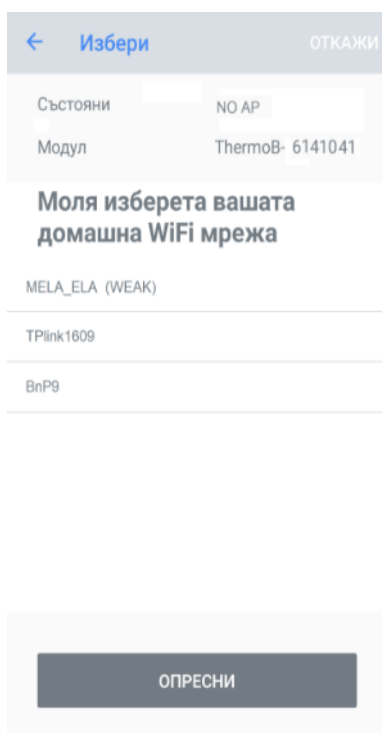 ← Избери ОТКАЖИ
Състояни NO AP
Модул ThermoB- 6141041
Моля изберета вашата
домашна WiFi мрежа
MELA_ELA (WEAK)
TPlink1609
BnP9
ОПРЕСНИ